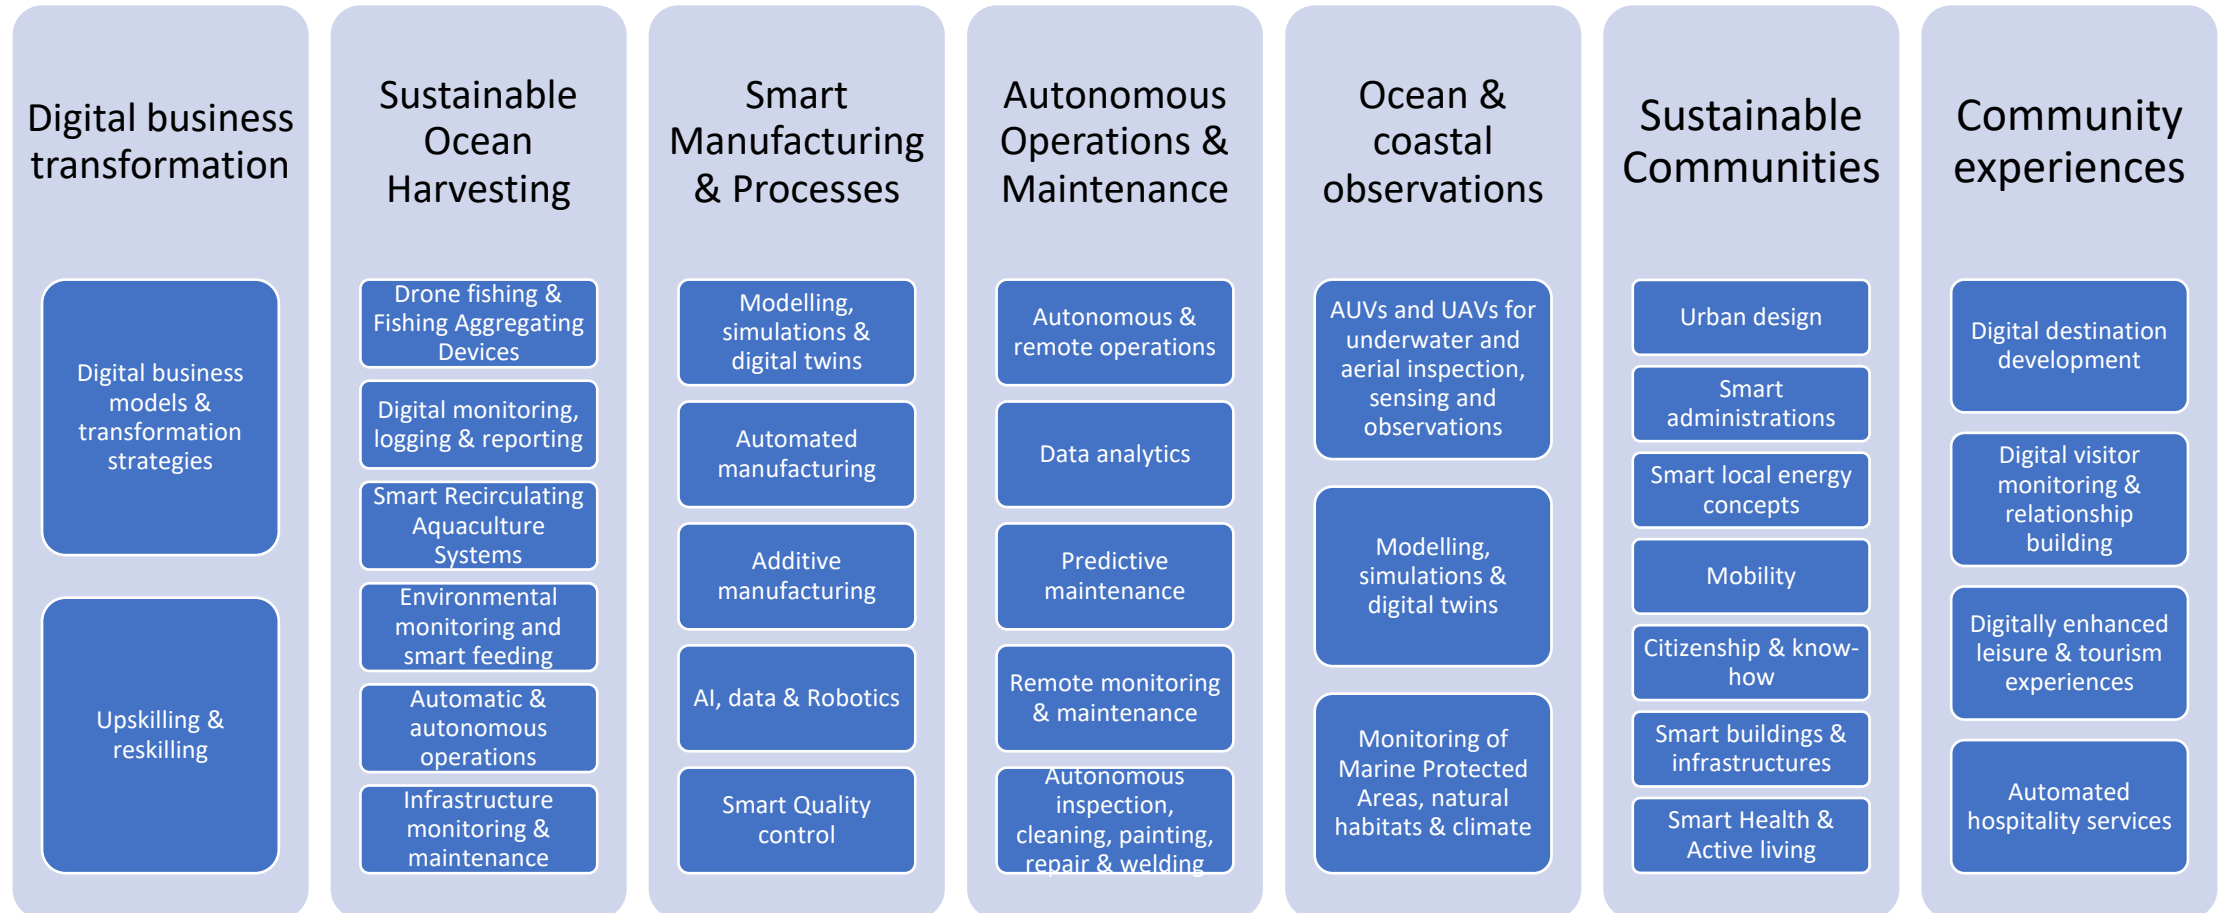 Digital business
transformation
Digital business
models &
transformation
strategies
Upskilling &
reskilling
Sustainable
Ocean
Harvesting
Drone fishing &
Fishing Aggregating
Devices
Digital monitoring,
logging & reporting
Smart Recirculating
Aquaculture
Systems
Environmental
monitoring and
smart feeding
Automatic &
autonomous
operations
Infrastructure
monitoring &
maintenance
Smart
Manufacturing
& Processes
Modelling,
simulations &
digital twins
Automated
manufacturing
Additive
manufacturing
AI, data & Robotics
Smart Quality
control
Autonomous
Operations &
Maintenance
Autonomous &
remote operations
Data analytics
Predictive
maintenance
Remote monitoring
& maintenance
Autonomous
inspection,
cleaning, painting,
repair & welding
Ocean &
coastal
observations
AUVs and UAVs for
underwater and
aerial inspection,
sensing and
observations
Modelling,
simulations &
digital twins
Monitoring of
Marine Protected
Areas, natural
habitats & climate
Sustainable
Communities
Urban design
Smart
administrations
Smart local energy
concepts
Mobility
Citizenship & know-
how
Smart buildings &
infrastructures
Smart Health &
Active living
Community
experiences
Digital destination
development
Digital visitor
monitoring &
relationship
building
Digitally enhanced
leisure & tourism
experiences
Automated
hospitality services